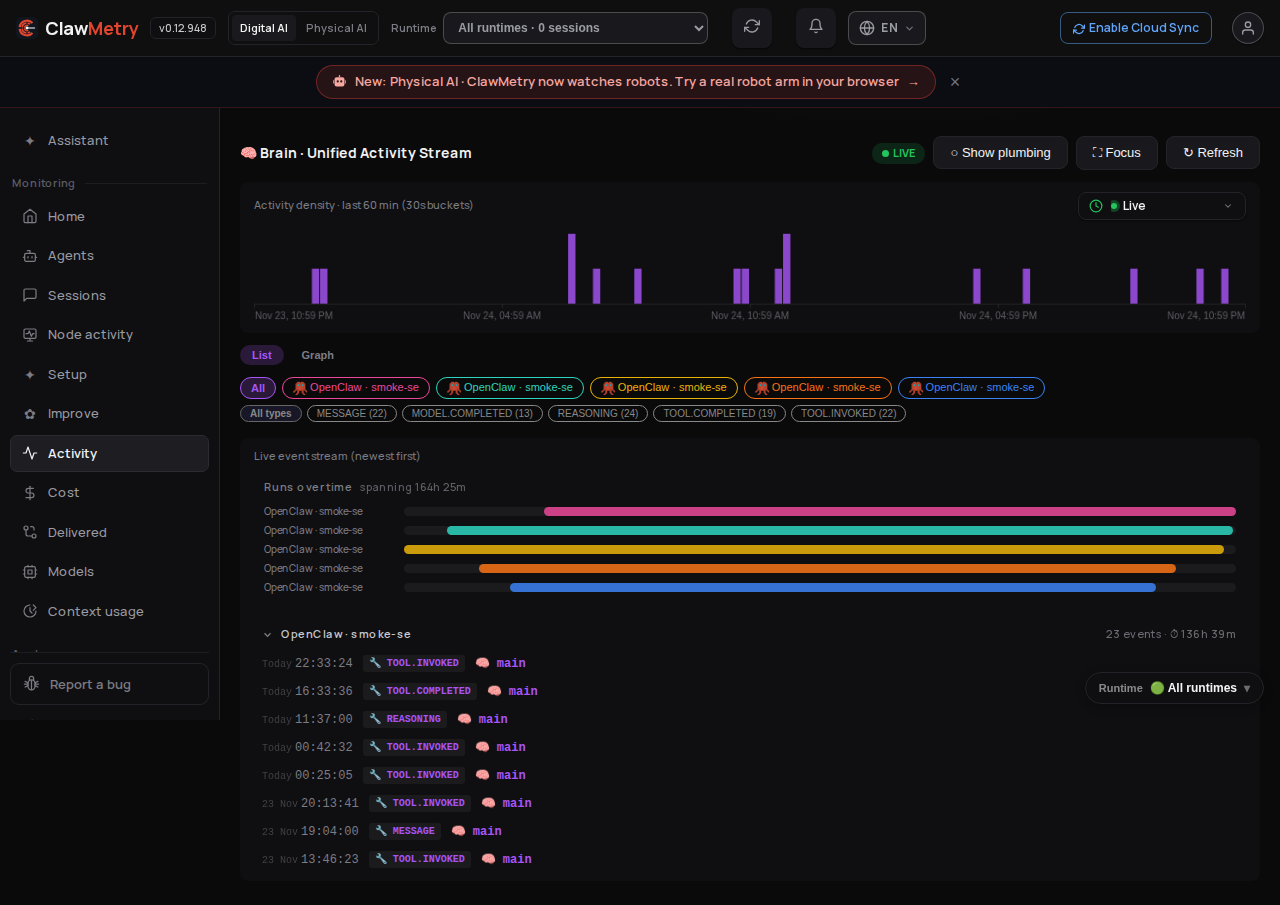 ClawMetry v0.12.948 Digital AI Physical AI Runtime All runtimes · 0 sessions EN Enable Cloud Sync
New: Physical AI · ClawMetry now watches robots. Try a real robot arm in your browser → ×
Assistant
Monitoring
Home
Agents
Sessions
Node activity
Setup
Improve
Activity
Cost
Delivered
Models
Context usage
Report a bug
Brain · Unified Activity Stream LIVE Show plumbing Focus Refresh
Activity density · last 60 min (30s buckets) Live
Nov 23, 10:59 PM Nov 24, 04:59 AM Nov 24, 10:59 AM Nov 24, 04:59 PM Nov 24, 10:59 PM
List Graph
All OpenClaw · smoke-se OpenClaw · smoke-se OpenClaw · smoke-se OpenClaw · smoke-se OpenClaw · smoke-se
All types MESSAGE (22) MODEL.COMPLETED (13) REASONING (24) TOOL.COMPLETED (19) TOOL.INVOKED (22)
Live event stream (newest first)
Runs over time spanning 164h 25m
OpenClaw · smoke-se
OpenClaw · smoke-se
OpenClaw · smoke-se
OpenClaw · smoke-se
OpenClaw · smoke-se
OpenClaw · smoke-se 23 events · ⏱ 136h 39m
Today 22:33:24 TOOL.INVOKED main
Today 16:33:36 TOOL.COMPLETED main
Runtime All runtimes ▾
Today 11:37:00 REASONING main
Today 00:42:32 TOOL.INVOKED main
Today 00:25:05 TOOL.INVOKED main
23 Nov 20:13:41 TOOL.INVOKED main
23 Nov 19:04:00 MESSAGE main
23 Nov 13:46:23 TOOL.INVOKED main